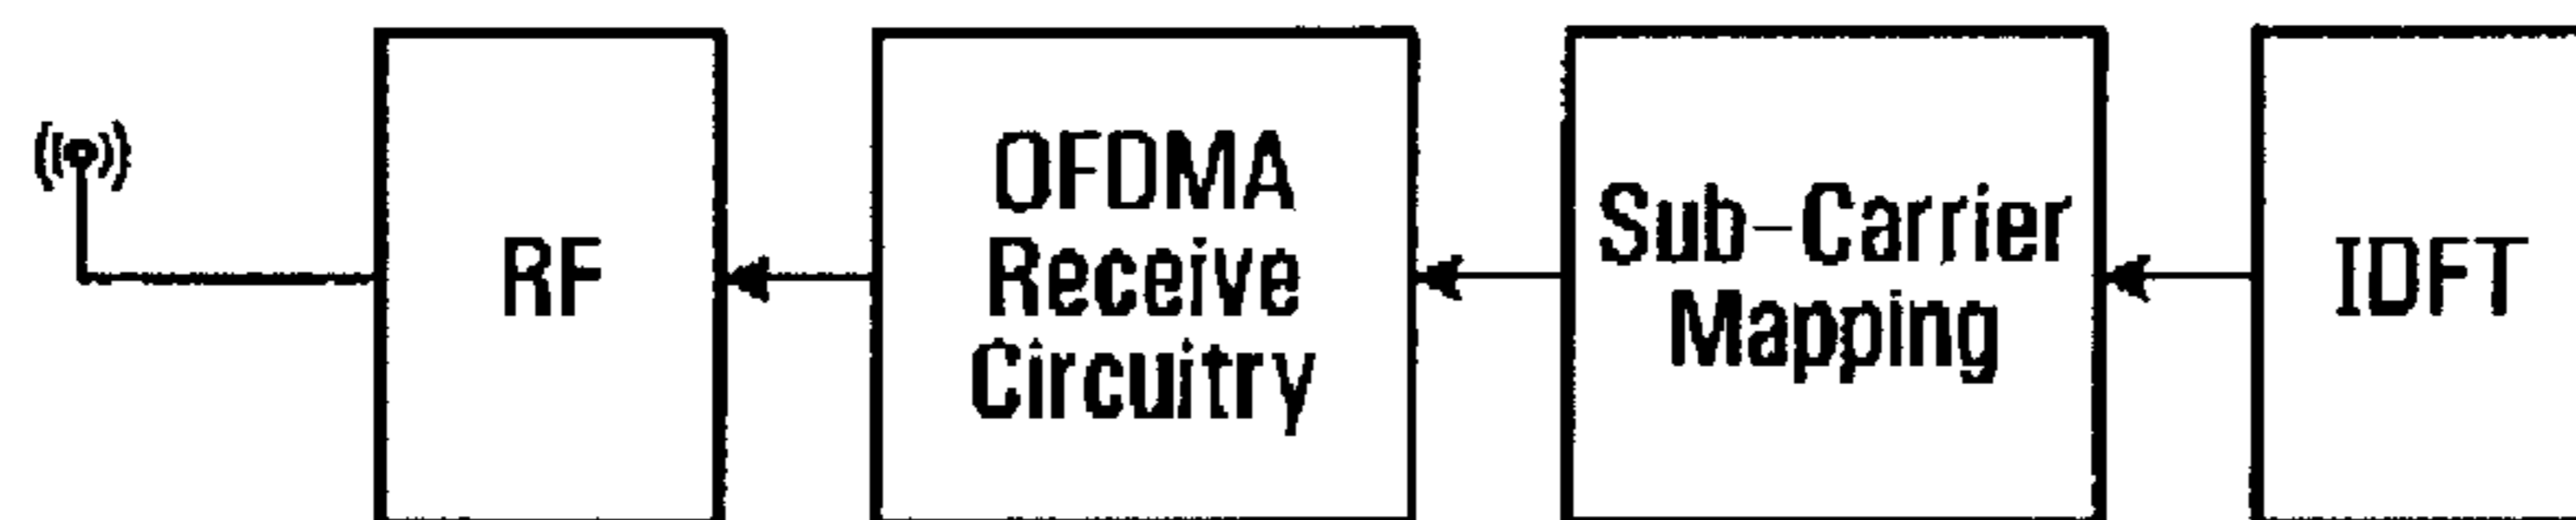 RF
OFDMA
Receive
Circuitry
Sub-Carrier
Mapping
IDFT